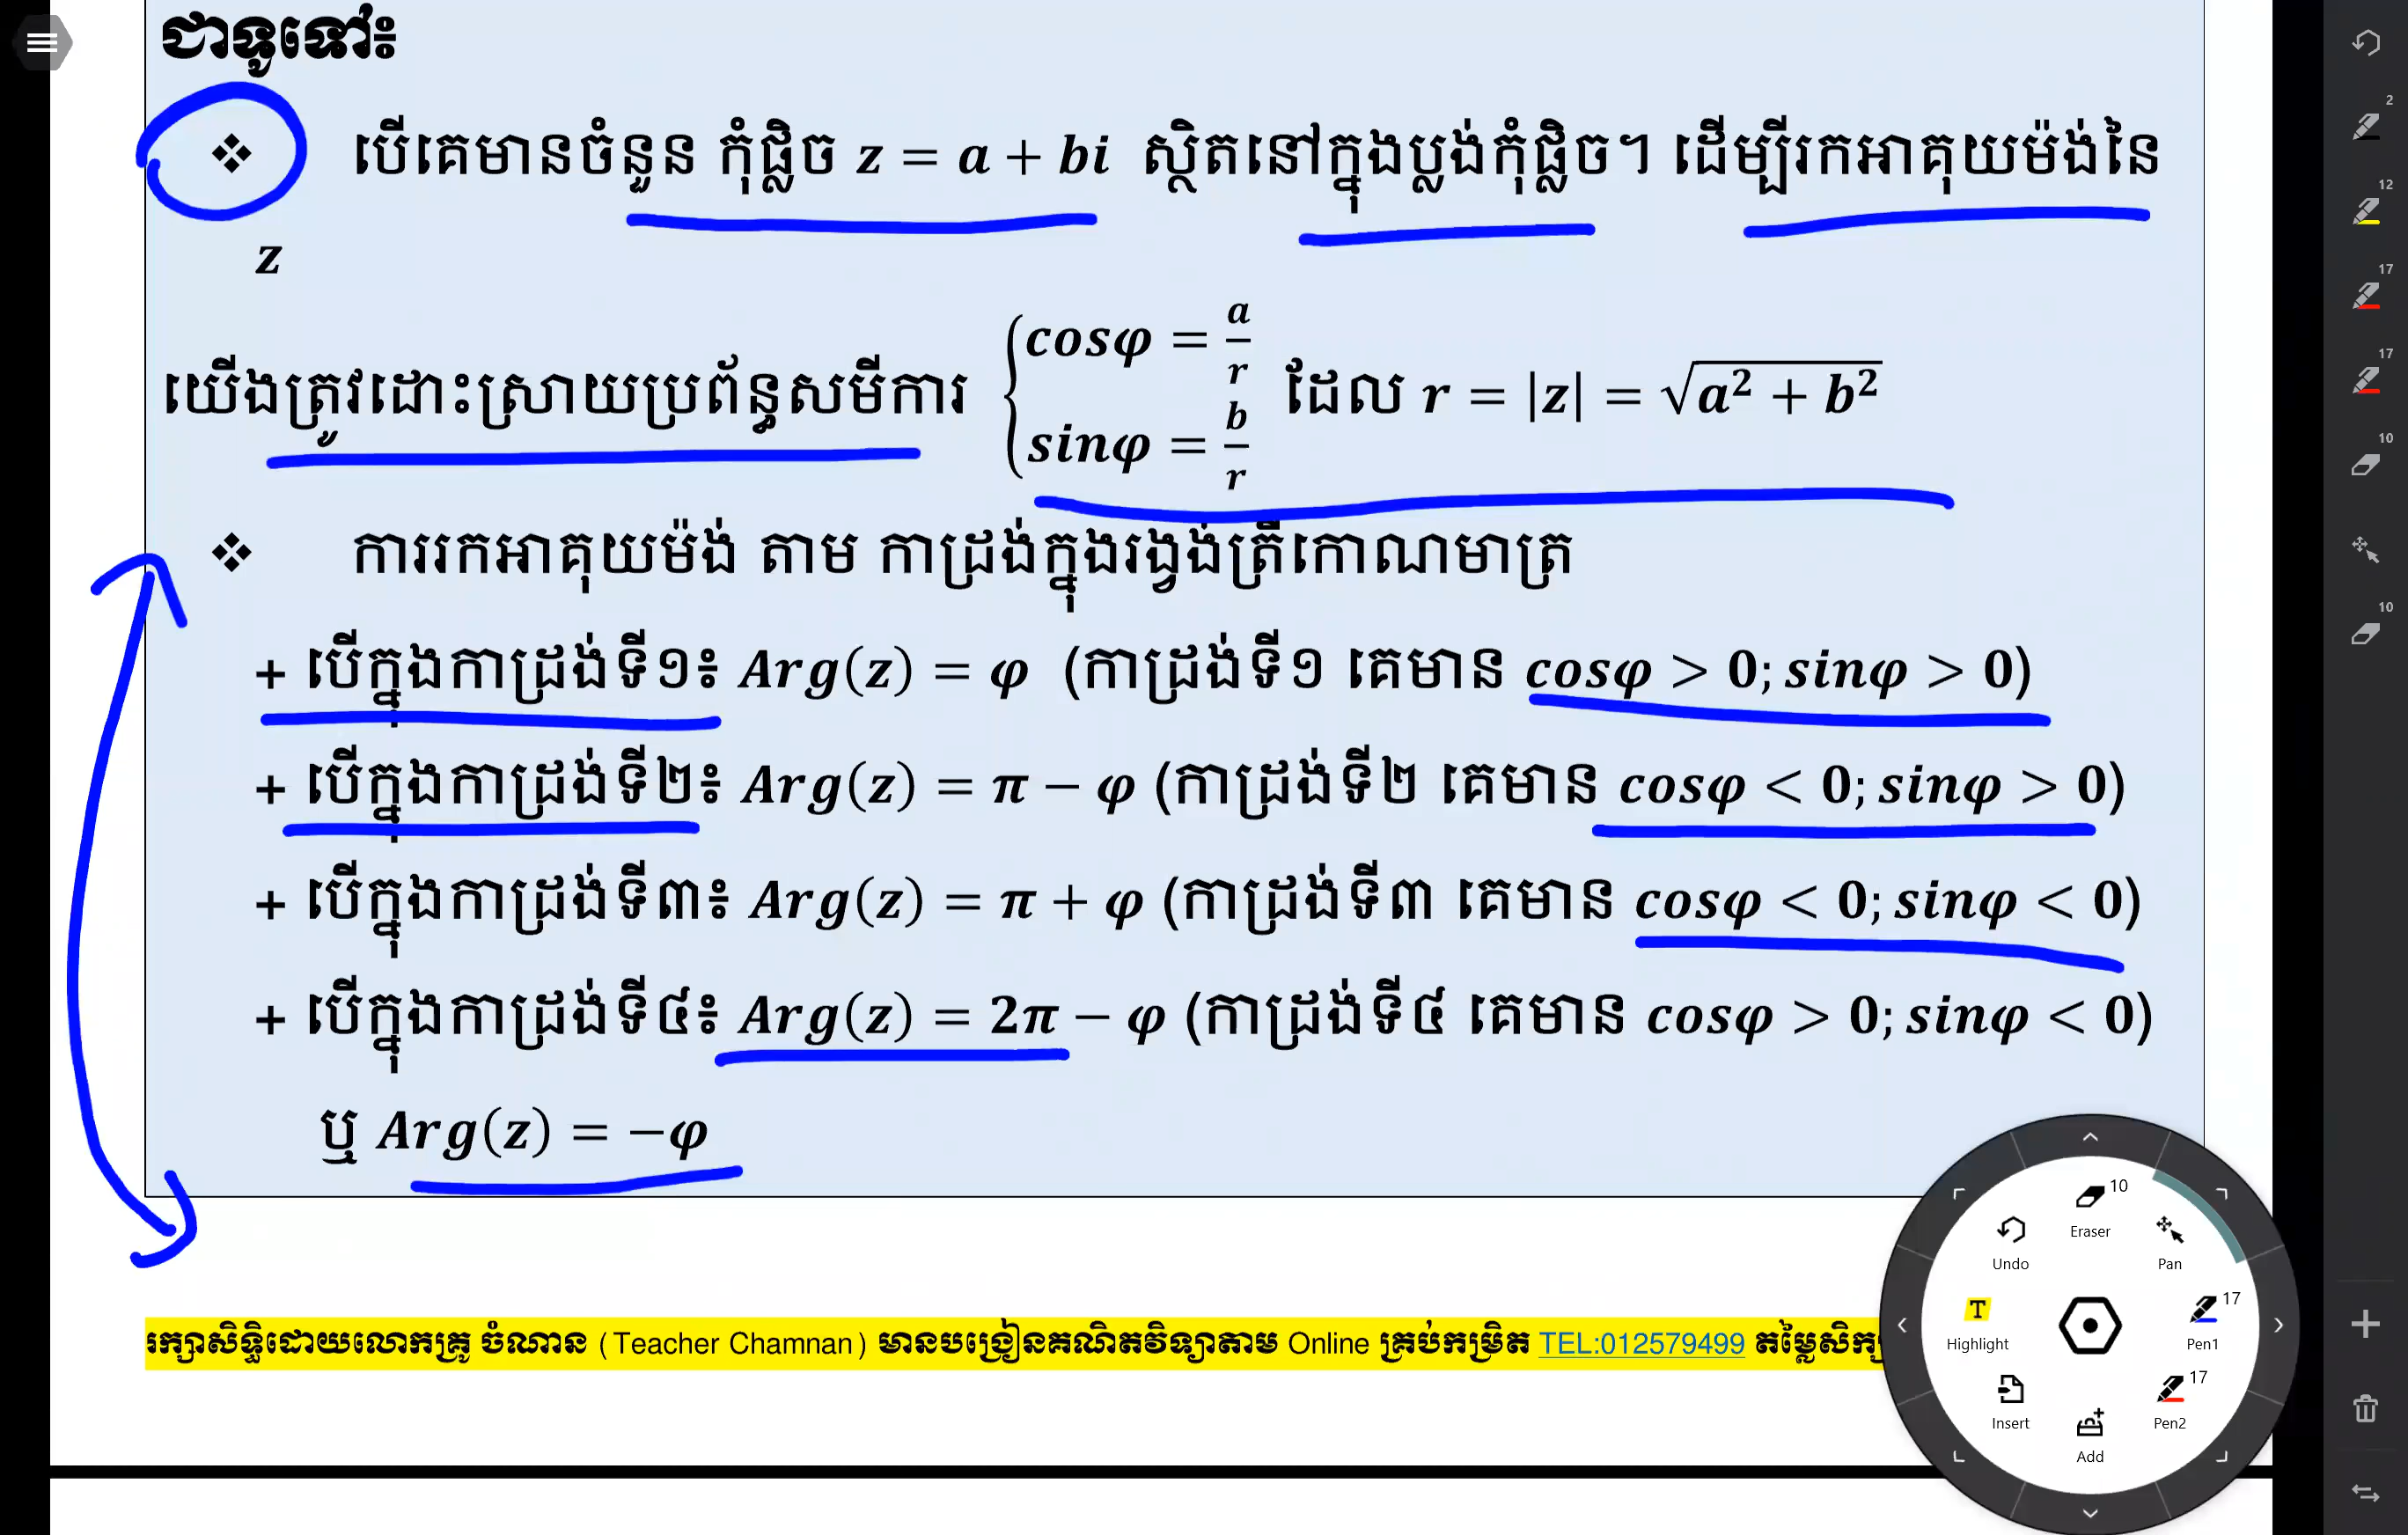 ជាទូទៅ៖
❖ បើគេមានចំនួន កុំផ្លិច z = a + bi ស្ថិតនៅក្នុងប្លង់កុំផ្លិច។ ដើម្បីរកអាគុយម៉ង់នៃ
z
យើងត្រូវដោះស្រាយប្រព័ន្ធសមីការ {cosφ = a/r sinφ = b/r ដែល r = |z| = √(a² + b²)
❖ ការរកអាគុយម៉ង់ តាម កាដ្រង់ក្នុងរង្វង់ត្រីកោណមាត្រ
+ បើក្នុងកាដ្រង់ទី១៖ Arg(z) = φ (កាដ្រង់ទី១ គេមាន cosφ > 0; sinφ > 0)
+ បើក្នុងកាដ្រង់ទី២៖ Arg(z) = π − φ (កាដ្រង់ទី២ គេមាន cosφ < 0; sinφ > 0)
+ បើក្នុងកាដ្រង់ទី៣៖ Arg(z) = π + φ (កាដ្រង់ទី៣ គេមាន cosφ < 0; sinφ < 0)
+ បើក្នុងកាដ្រង់ទី៤៖ Arg(z) = 2π − φ (កាដ្រង់ទី៤ គេមាន cosφ > 0; sinφ < 0)
ឬ Arg(z) = −φ
រក្សាសិទ្ធិដោយលោកគ្រូ ចំណាន (Teacher Chamnan) មានបង្រៀនគណិតវិទ្យាតាម Online គ្រប់កម្រិត TEL:012579499 តម្លៃ
10
Eraser
Undo
Pan
Highlight
17
Pen1
Insert
17
Pen2
Add
2
12
17
17
10
10